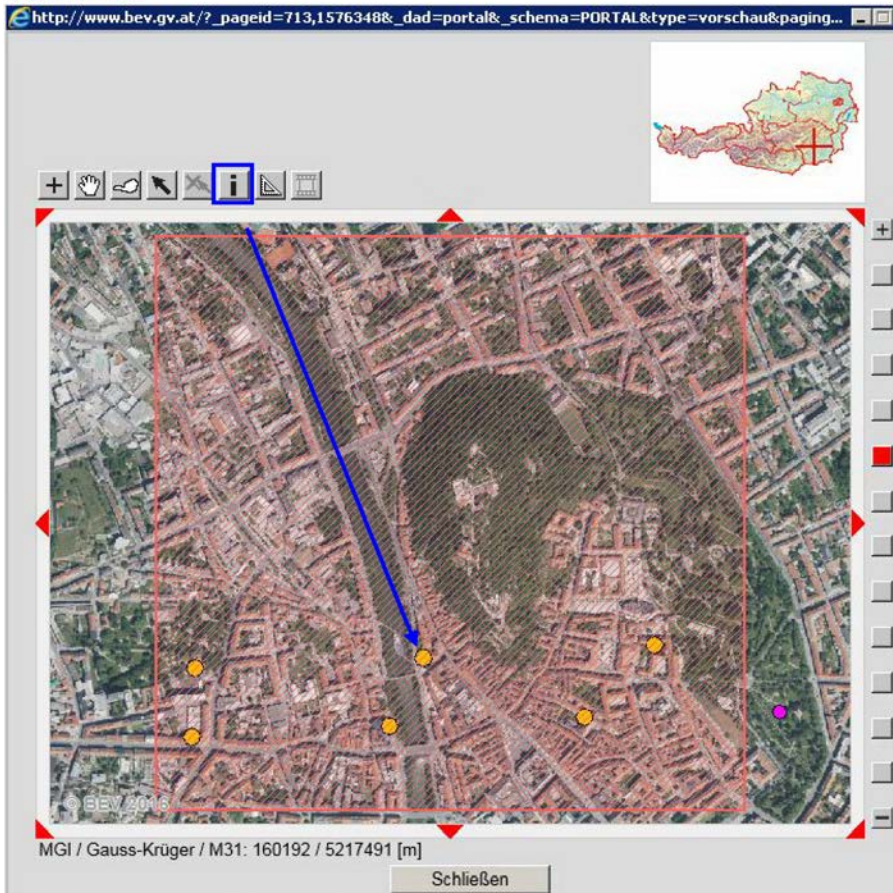 http://www.bev.gv.at/?_pageid=713,1576348&_dad=portal&_schema=PORTAL&type=vorschau&paging...
i
© BEV 2016
MGI / Gauss-Krüger / M31: 160192 / 5217491 [m]
Schließen